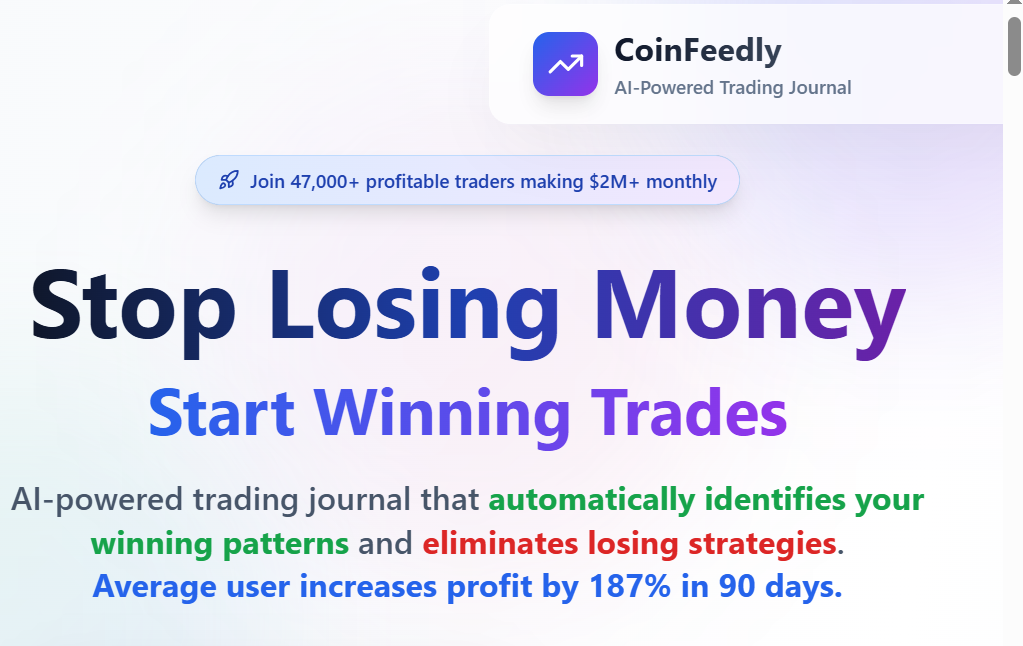 CoinFeedly
AI-Powered Trading Journal
Join 47,000+ profitable traders making $2M+ monthly
Stop Losing Money
Start Winning Trades
AI-powered trading journal that automatically identifies your
winning patterns and eliminates losing strategies.
Average user increases profit by 187% in 90 days.